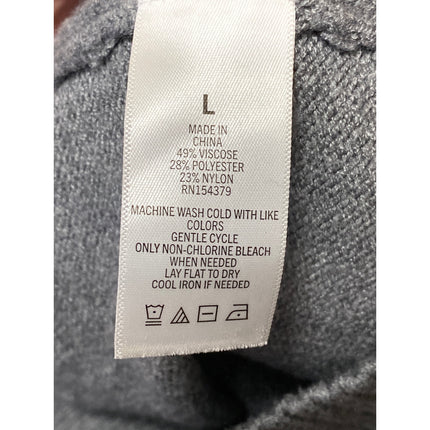 L
MADE IN
CHINA
49% VISCOSE
28% POLYESTER
23% NYLON
RN154379
MACHINE WASH COLD WITH LIKE
COLORS
GENTLE CYCLE
ONLY NON-CHLORINE BLEACH
WHEN NEEDED
LAY FLAT TO DRY
COOL IRON IF NEEDED